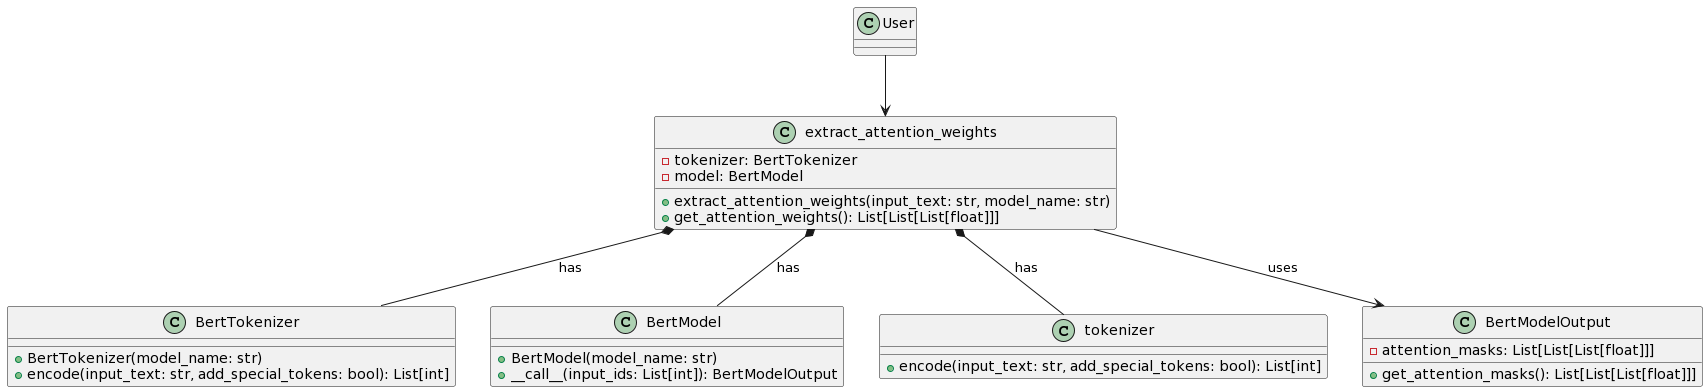 C User
C extract_attention_weights
tokenizer: BertTokenizer
model: BertModel
extract_attention_weights(input_text: str, model_name: str)
get_attention_weights(): List[List[List[float]]]
has
has
has
uses
C BertTokenizer
BertTokenizer(model_name: str)
encode(input_text: str, add_special_tokens: bool): List[int]
C BertModel
BertModel(model_name: str)
__call__(input_ids: List[int]): BertModelOutput
C tokenizer
encode(input_text: str, add_special_tokens: bool): List[int]
C BertModelOutput
attention_masks: List[List[List[float]]]
get_attention_masks(): List[List[List[float]]]